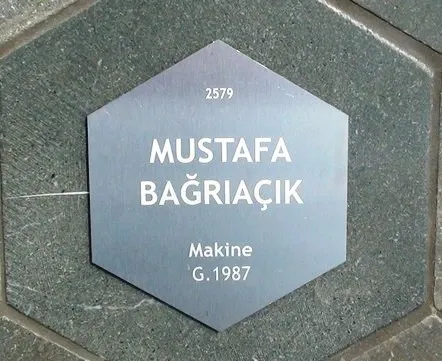 2579
MUSTAFA
BAĞRIAÇIK
Makine
G.1987